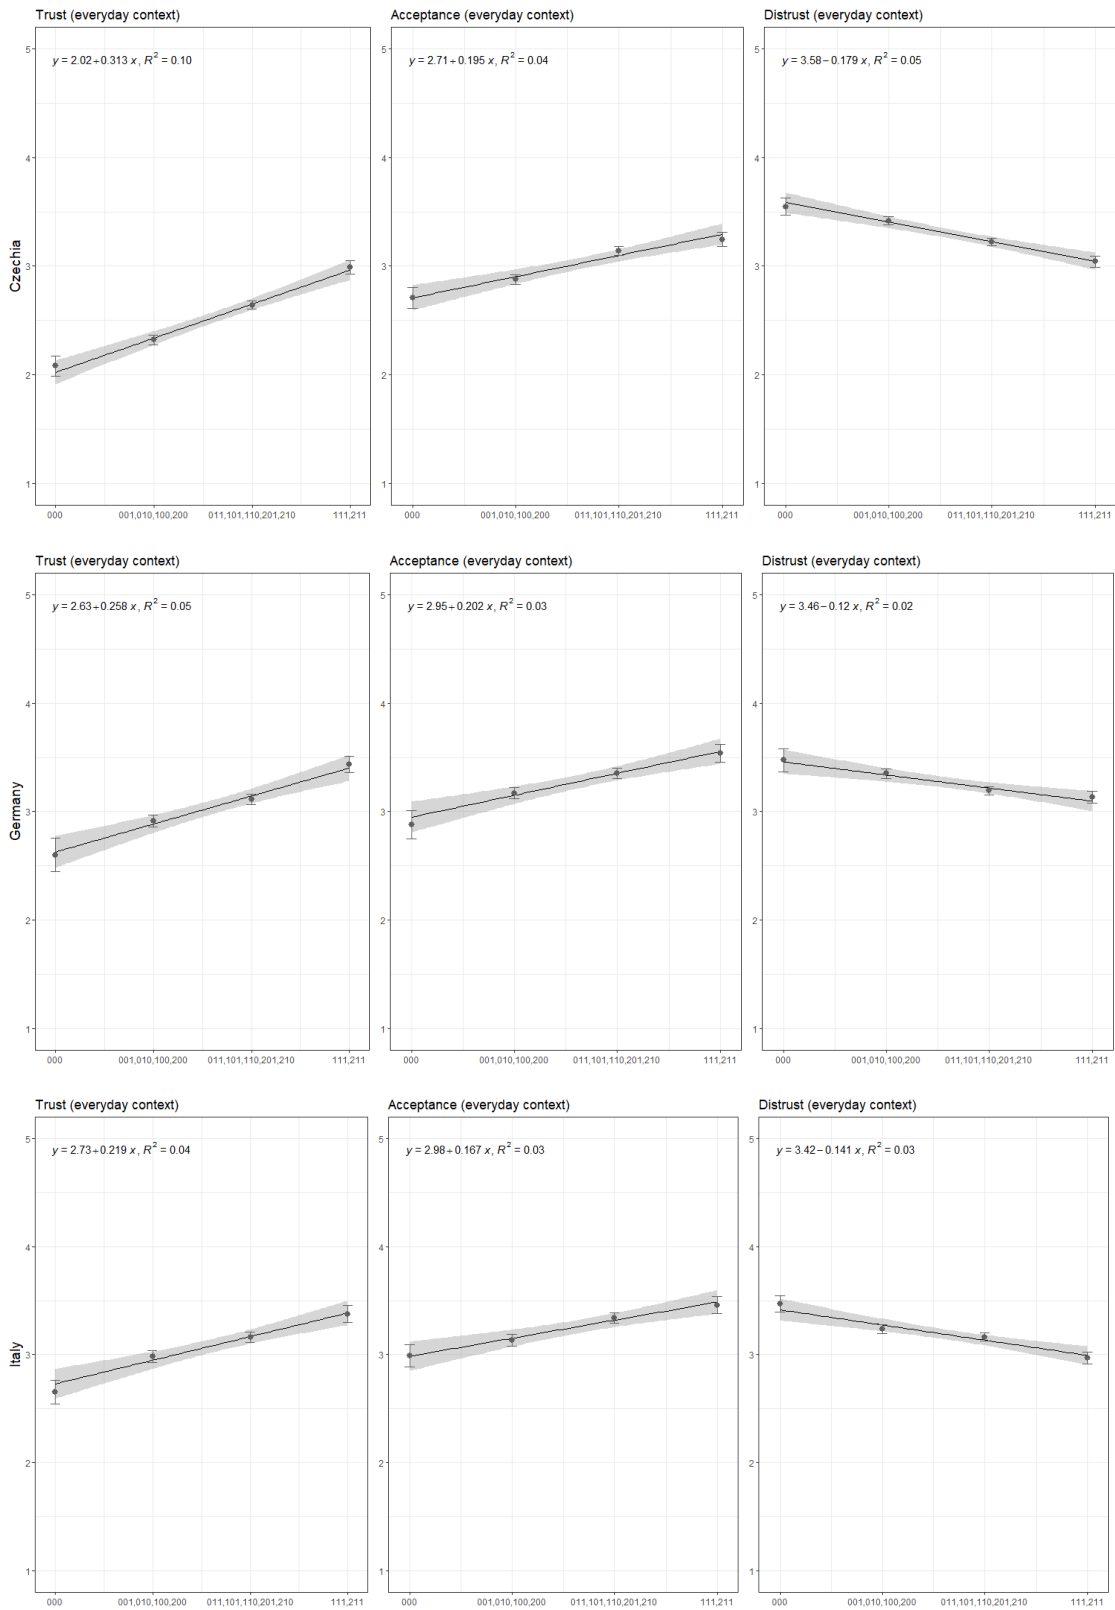 Trust (everyday context) Acceptance (everyday context) Distrust (everyday context)
y = 2.02+0.313 x, R² = 0.10 y = 2.71+0.195 x, R² = 0.04 y = 3.58−0.179 x, R² = 0.05
5 5 5
4 4 4
Czechia
3 3 3
2 2 2
1 1 1
000 001,010,100,200 011,101,110,201,210 111,211 000 001,010,100,200 011,101,110,201,210 111,211 000 001,010,100,200 011,101,110,201,210 111,211
Trust (everyday context) Acceptance (everyday context) Distrust (everyday context)
y = 2.63+0.258 x, R² = 0.05 y = 2.95+0.202 x, R² = 0.03 y = 3.46−0.12 x, R² = 0.02
5 5 5
4 4 4
Germany
3 3 3
2 2 2
1 1 1
000 001,010,100,200 011,101,110,201,210 111,211 000 001,010,100,200 011,101,110,201,210 111,211 000 001,010,100,200 011,101,110,201,210 111,211
Trust (everyday context) Acceptance (everyday context) Distrust (everyday context)
y = 2.73+0.219 x, R² = 0.04 y = 2.98+0.167 x, R² = 0.03 y = 3.42−0.141 x, R² = 0.03
5 5 5
4 4 4
Italy
3 3 3
2 2 2
1 1 1
000 001,010,100,200 011,101,110,201,210 111,211 000 001,010,100,200 011,101,110,201,210 111,211 000 001,010,100,200 011,101,110,201,210 111,211